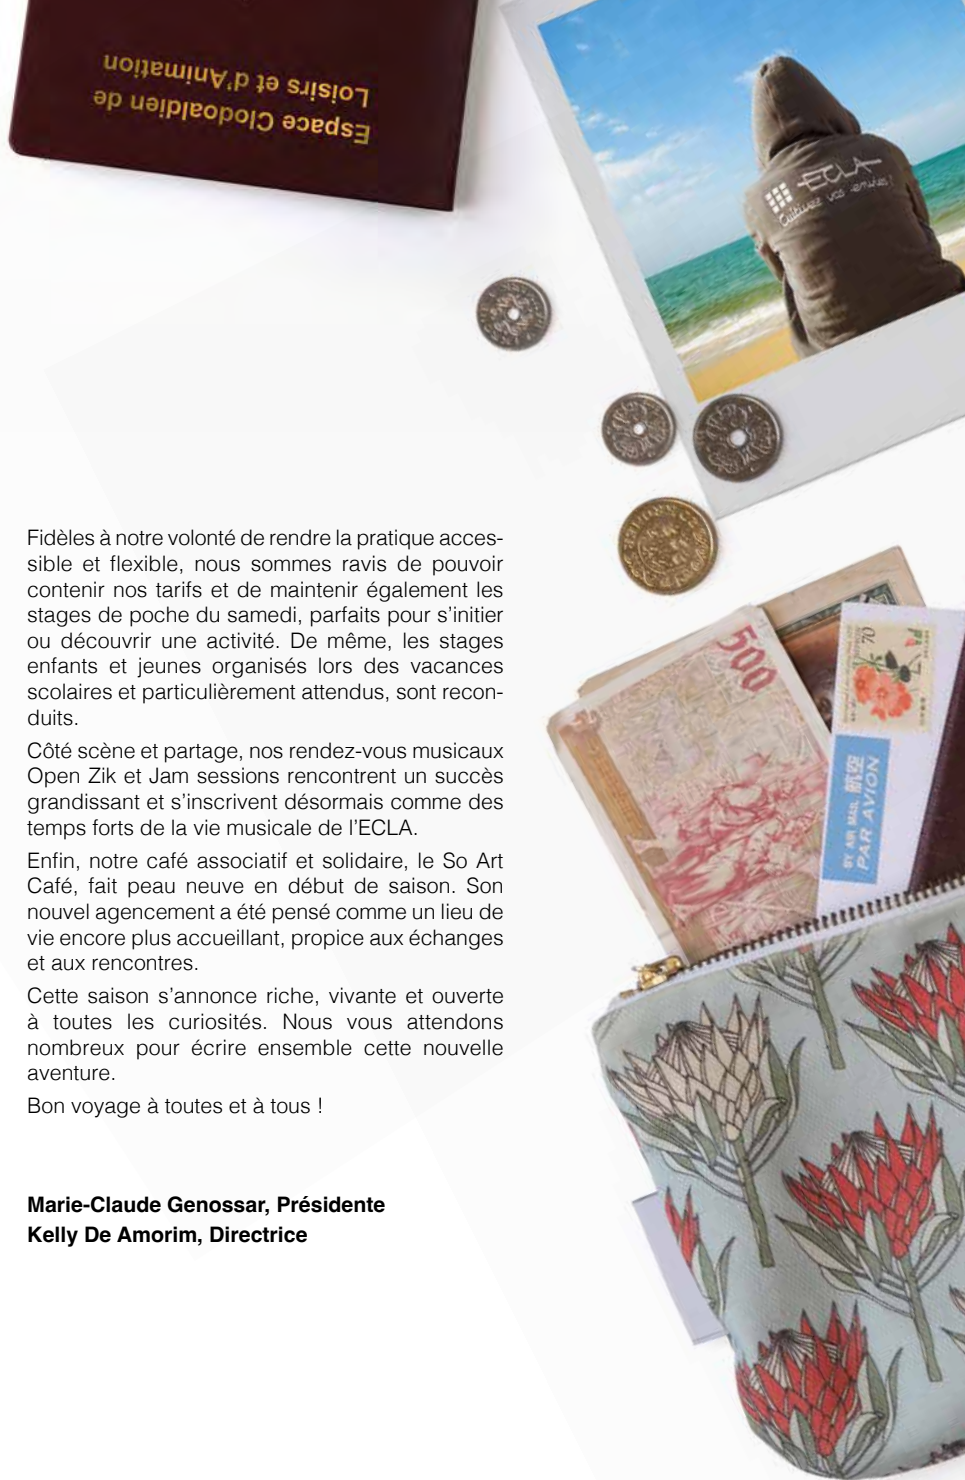 Espace Clodoaldien de
Loisirs et d'Animation
ECLA
Cultivez vos envies !
Fidèles à notre volonté de rendre la pratique acces-
sible et flexible, nous sommes ravis de pouvoir
contenir nos tarifs et de maintenir également les
stages de poche du samedi, parfaits pour s'initier
ou découvrir une activité. De même, les stages
enfants et jeunes organisés lors des vacances
scolaires et particulièrement attendus, sont recon-
duits.
Côté scène et partage, nos rendez-vous musicaux
Open Zik et Jam sessions rencontrent un succès
grandissant et s'inscrivent désormais comme des
temps forts de la vie musicale de l'ECLA.
Enfin, notre café associatif et solidaire, le So Art
Café, fait peau neuve en début de saison. Son
nouvel agencement a été pensé comme un lieu de
vie encore plus accueillant, propice aux échanges
et aux rencontres.
Cette saison s'annonce riche, vivante et ouverte
à toutes les curiosités. Nous vous attendons
nombreux pour écrire ensemble cette nouvelle
aventure.
Bon voyage à toutes et à tous !
Marie-Claude Genossar, Présidente
Kelly De Amorim, Directrice
500
70
BY AIR MAIL 航空
PAR AVION